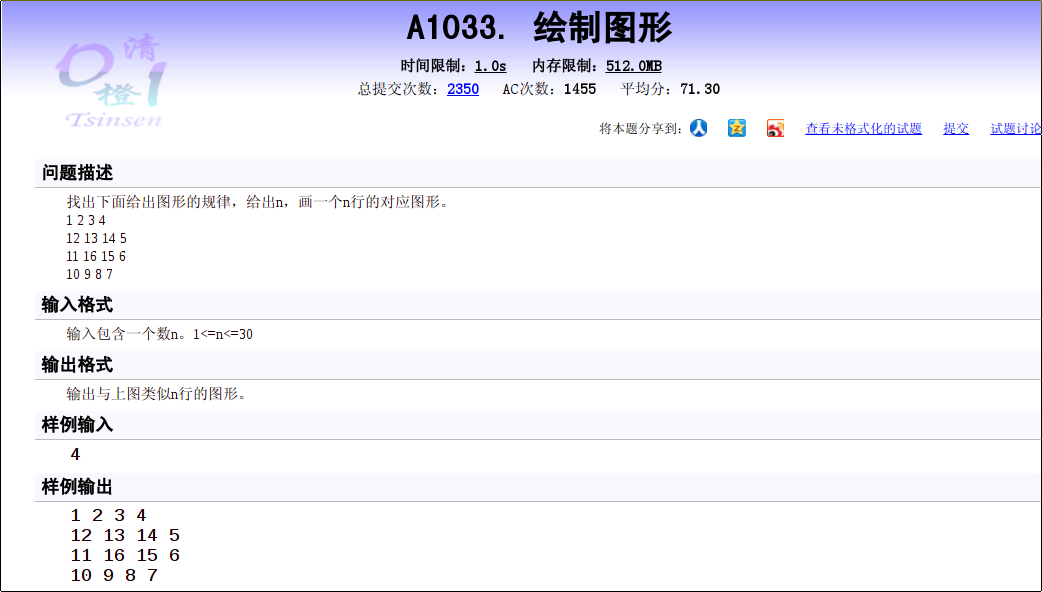 A1033. 绘制图形
时间限制：1.0s 内存限制：512.0MB
总提交次数：2350 AC次数：1455 平均分：71.30
清
橙
Tsinsen
将本题分享到： 查看未格式化的试题 提交 试题讨论
问题描述
找出下面给出图形的规律，给出n，画一个n行的对应图形。
1 2 3 4
12 13 14 5
11 16 15 6
10 9 8 7
输入格式
输入包含一个数n。1<=n<=30
输出格式
输出与上图类似n行的图形。
样例输入
4
样例输出
1 2 3 4
12 13 14 5
11 16 15 6
10 9 8 7